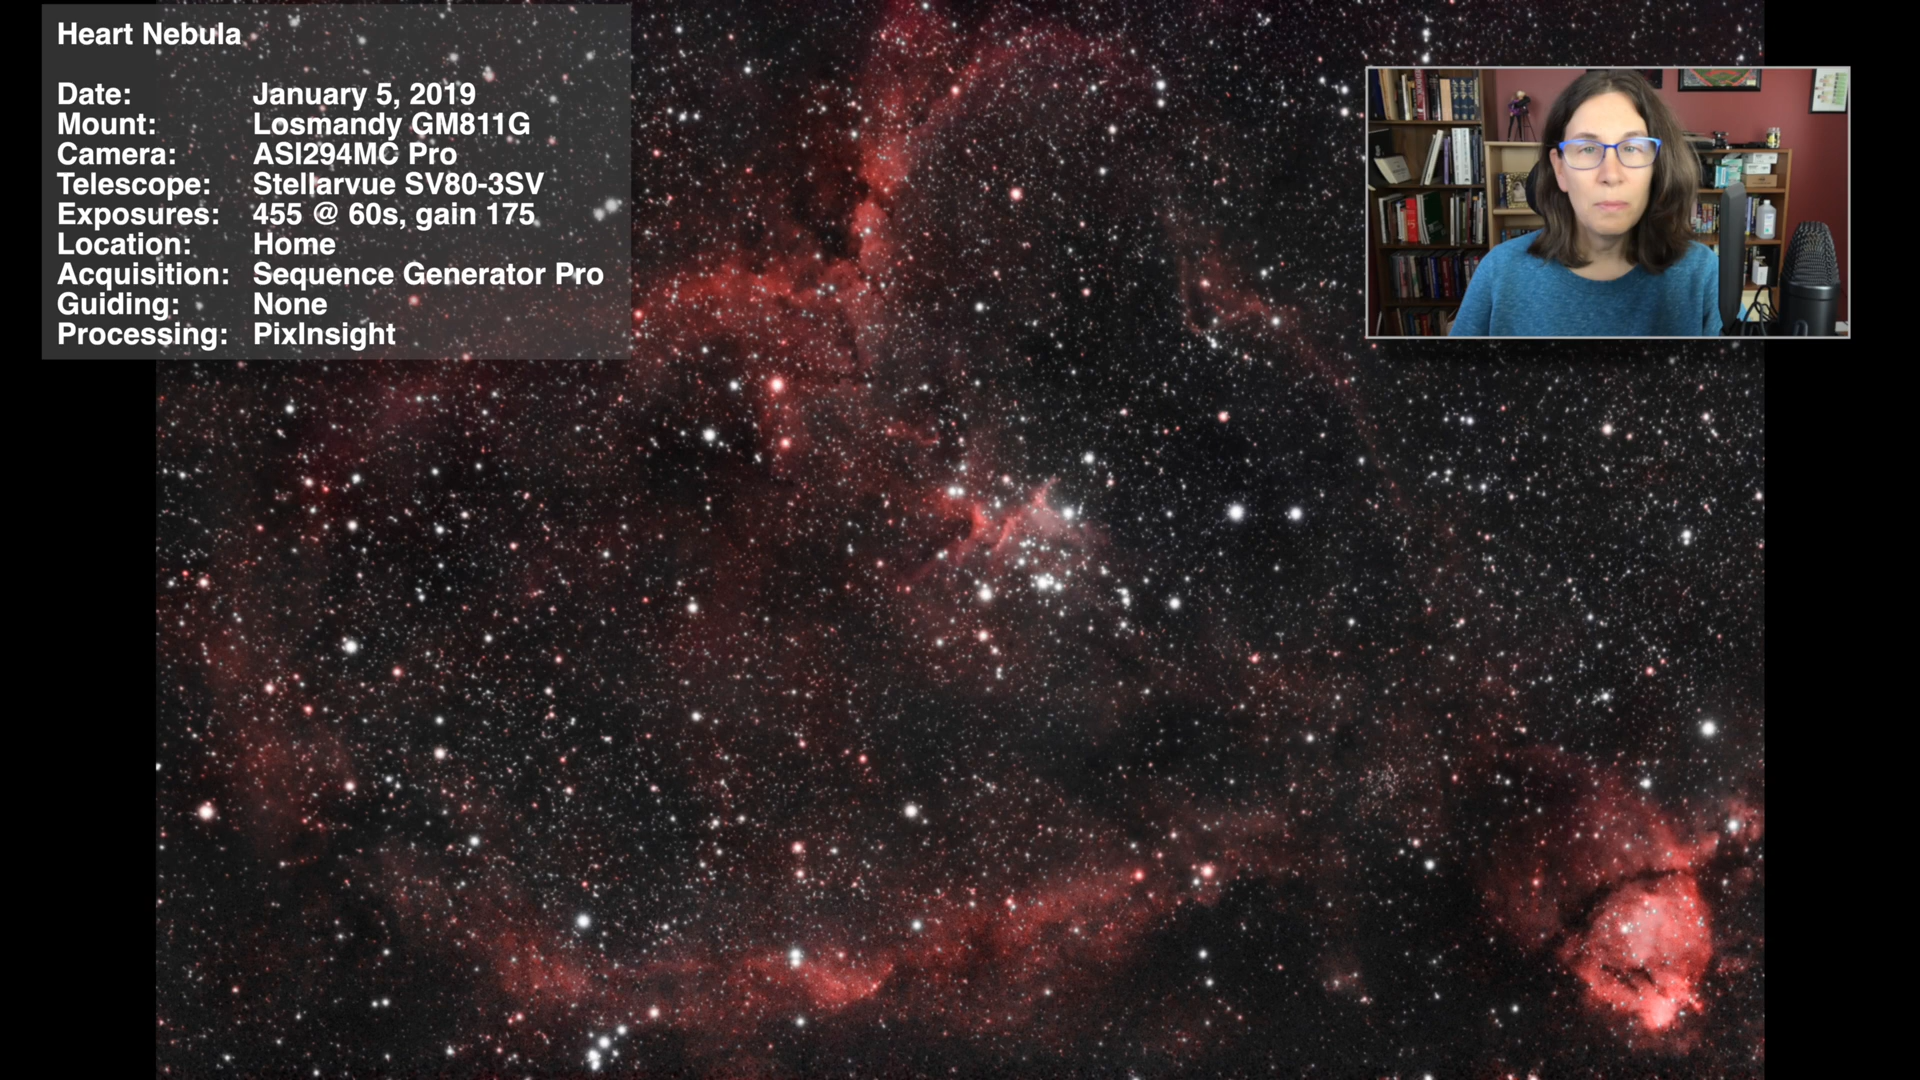 Heart Nebula
Date: January 5, 2019
Mount: Losmandy GM811G
Camera: ASI294MC Pro
Telescope: Stellarvue SV80-3SV
Exposures: 455 @ 60s, gain 175
Location: Home
Acquisition: Sequence Generator Pro
Guiding: None
Processing: PixInsight